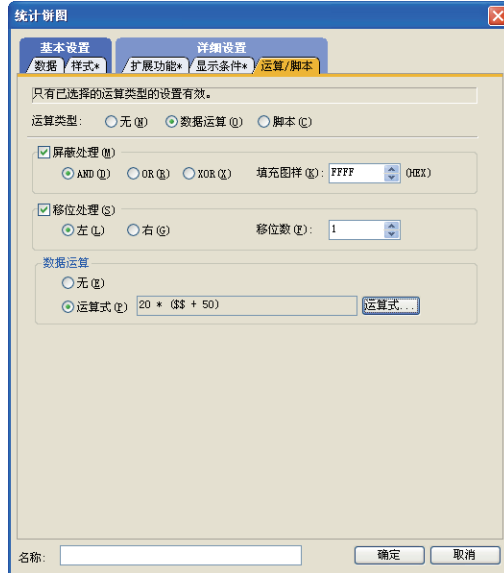 统计饼图
基本设置 详细设置
数据 样式* 扩展功能* 显示条件* 运算/脚本
只有已选择的运算类型的设置有效。
运算类型: 无(N) 数据运算(O) 脚本(C)
屏蔽处理(M)
AND(D) OR(R) XOR(X) 填充图样(K): FFFF (HEX)
移位处理(S)
左(L) 右(G) 移位数(F): 1
数据运算
无(E)
运算式(P) 20 * ($$ + 50) 运算式...
名称: 确定 取消